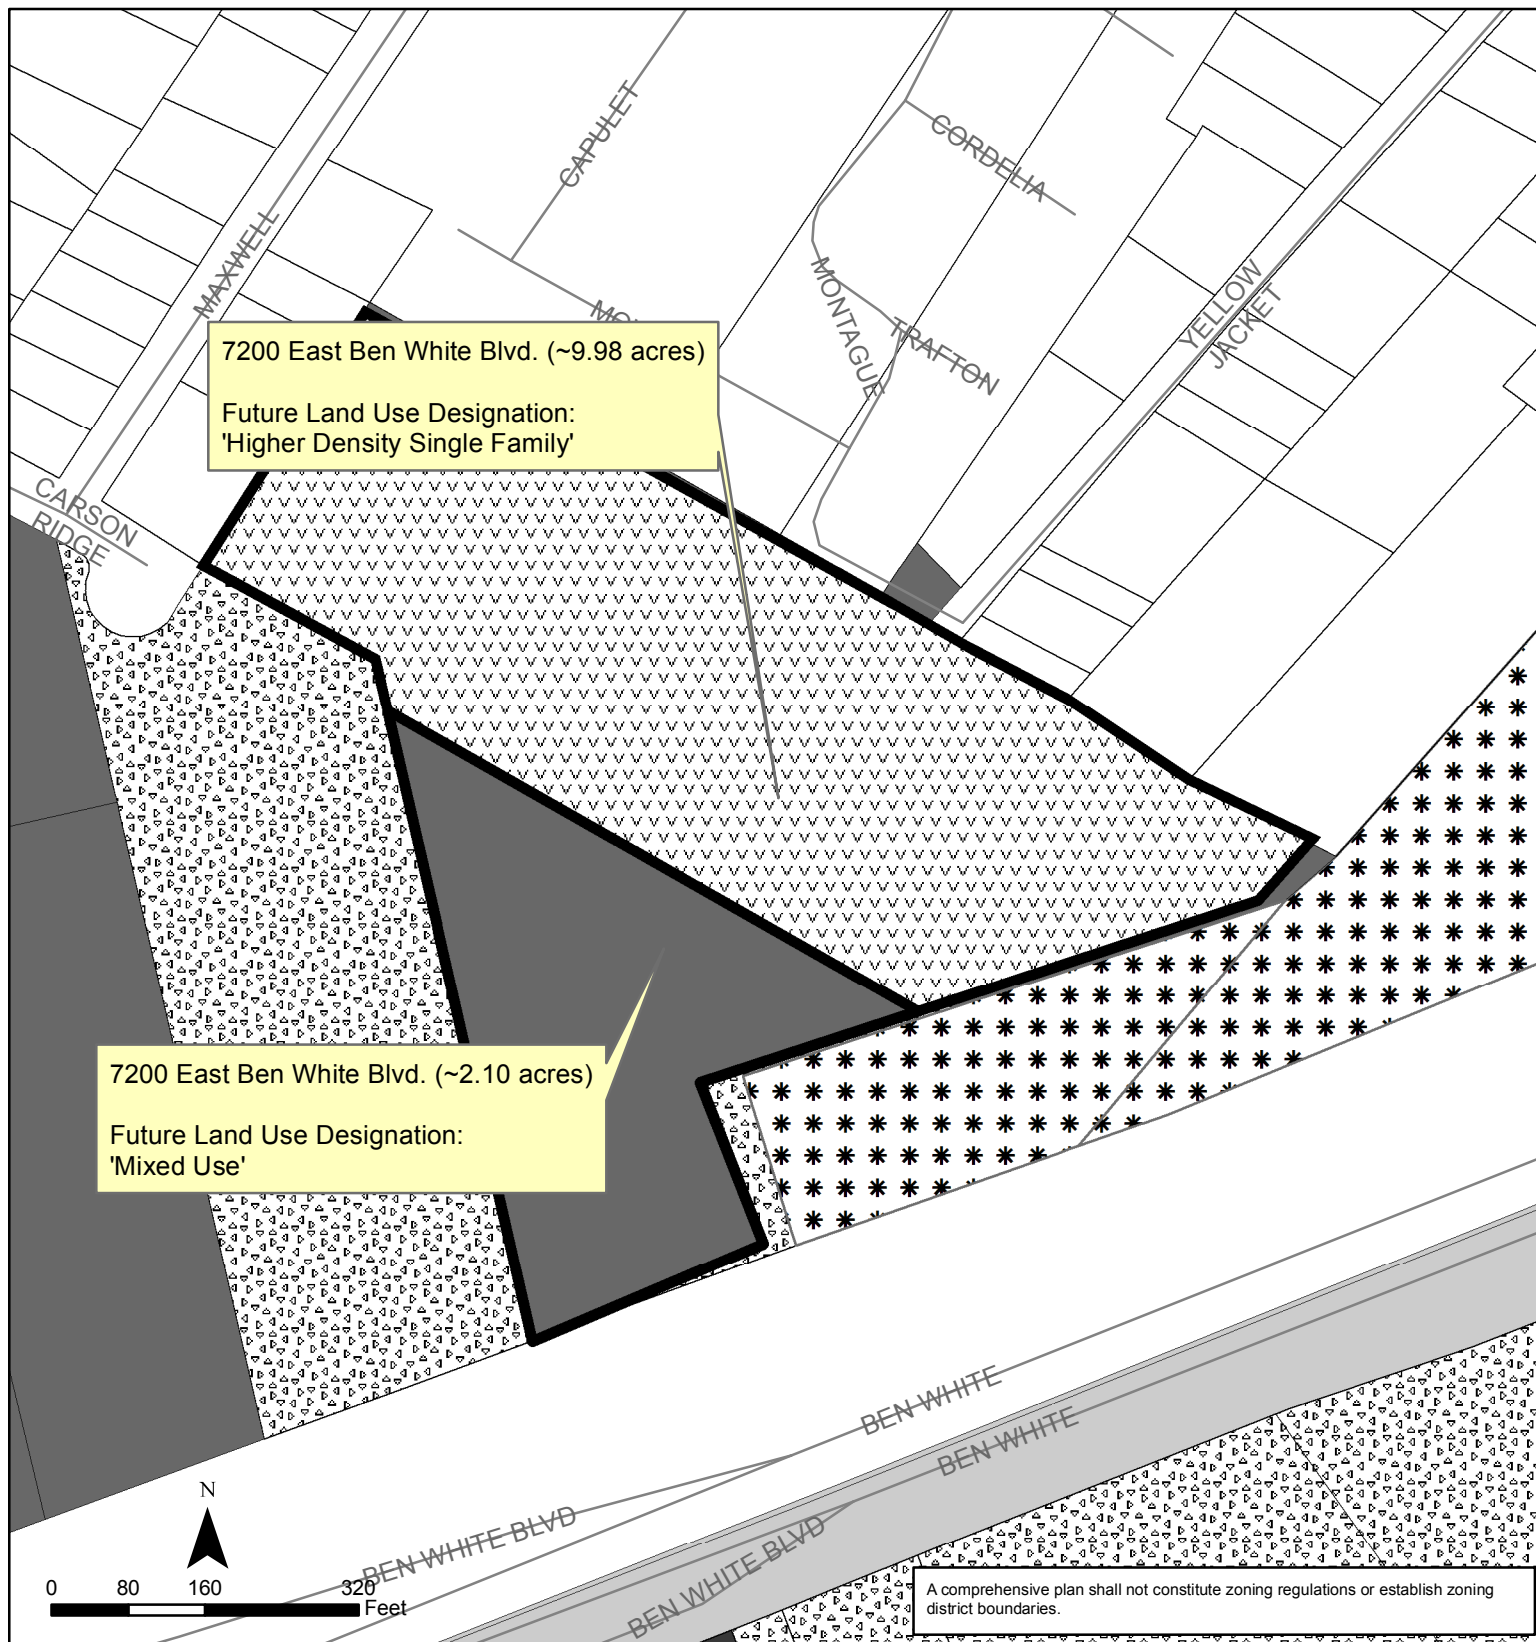 CAPULET
CORDELIA
MAXWELL
MONTAGUE
TRAFTON
YELLOW
JACKET
7200 East Ben White Blvd. (~9.98 acres)
Future Land Use Designation:
'Higher Density Single Family'
CARSON
RIDGE
7200 East Ben White Blvd. (~2.10 acres)
Future Land Use Designation:
'Mixed Use'
BEN WHITE
BEN WHITE
BEN WHITE BLVD
BEN WHITE BLVD
N
0 80 160 320
Feet
A comprehensive plan shall not constitute zoning regulations or establish zoning
district boundaries.